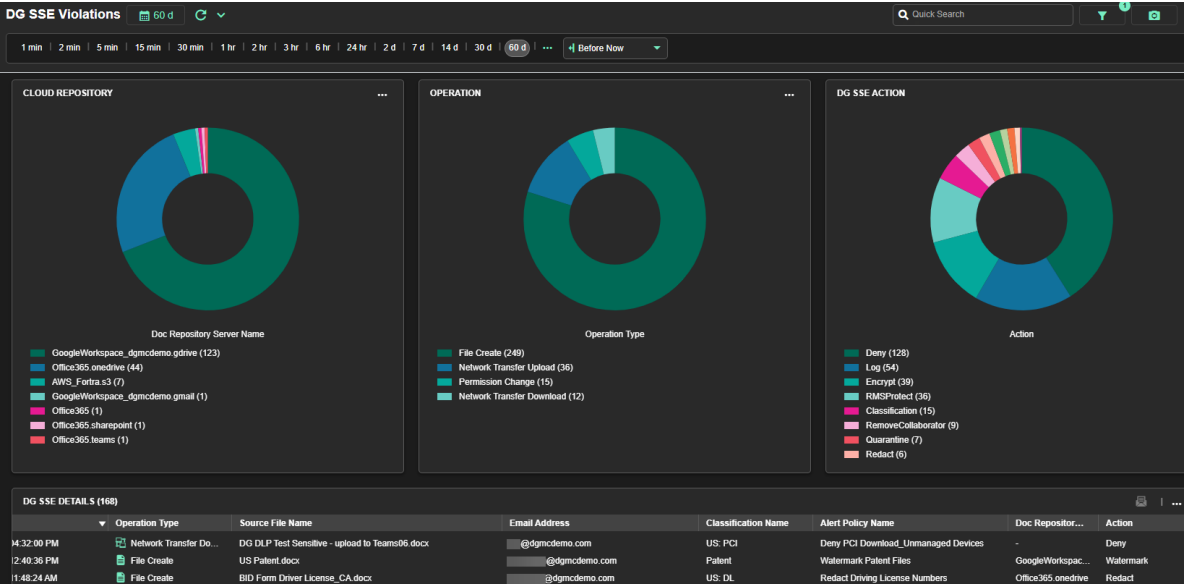 DG SSE Violations 60 d Quick Search 1
1 min 2 min 5 min 15 min 30 min 1 hr 2 hr 3 hr 6 hr 24 hr 2 d 7 d 14 d 30 d 60 d ••• Before Now
CLOUD REPOSITORY •••
Doc Repository Server Name
GoogleWorkspace_dgmcdemo.gdrive (123)
Office365.onedrive (44)
AWS_Fortra.s3 (7)
GoogleWorkspace_dgmcdemo.gmail (1)
Office365 (1)
Office365.sharepoint (1)
Office365.teams (1)
OPERATION •••
Operation Type
File Create (249)
Network Transfer Upload (36)
Permission Change (15)
Network Transfer Download (12)
DG SSE ACTION
Action
Deny (128)
Log (54)
Encrypt (39)
RMSProtect (36)
Classification (15)
RemoveCollaborator (9)
Quarantine (7)
Redact (6)
DG SSE DETAILS (168) •••
Operation Type Source File Name Email Address Classification Name Alert Policy Name Doc Repositor... Action
4:32:00 PM Network Transfer Do... DG DLP Test Sensitive - upload to Teams06.docx @dgmcdemo.com US: PCI Deny PCI Download_Unmanaged Devices - Deny
2:40:36 PM File Create US Patent.docx @dgmcdemo.com Patent Watermark Patent Files GoogleWorkspac... Watermark
1:48:24 AM File Create BID Form Driver License_CA.docx @dgmcdemo.com US: DL Redact Driving License Numbers Office365.onedrive Redact